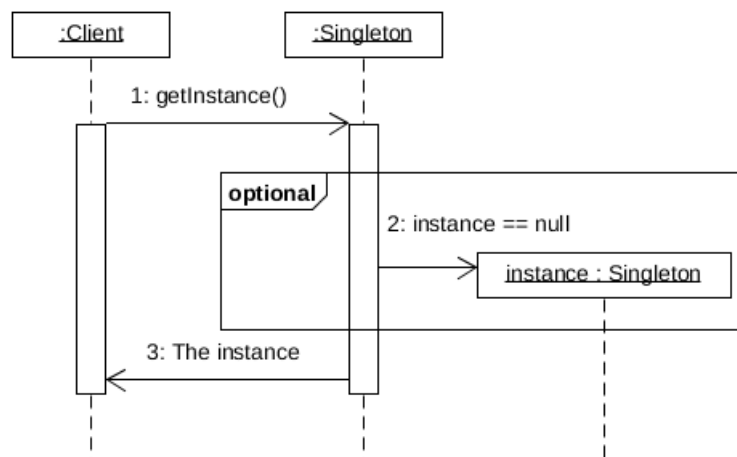 :Client
:Singleton
1: getInstance()
optional
2: instance == null
instance : Singleton
3: The instance